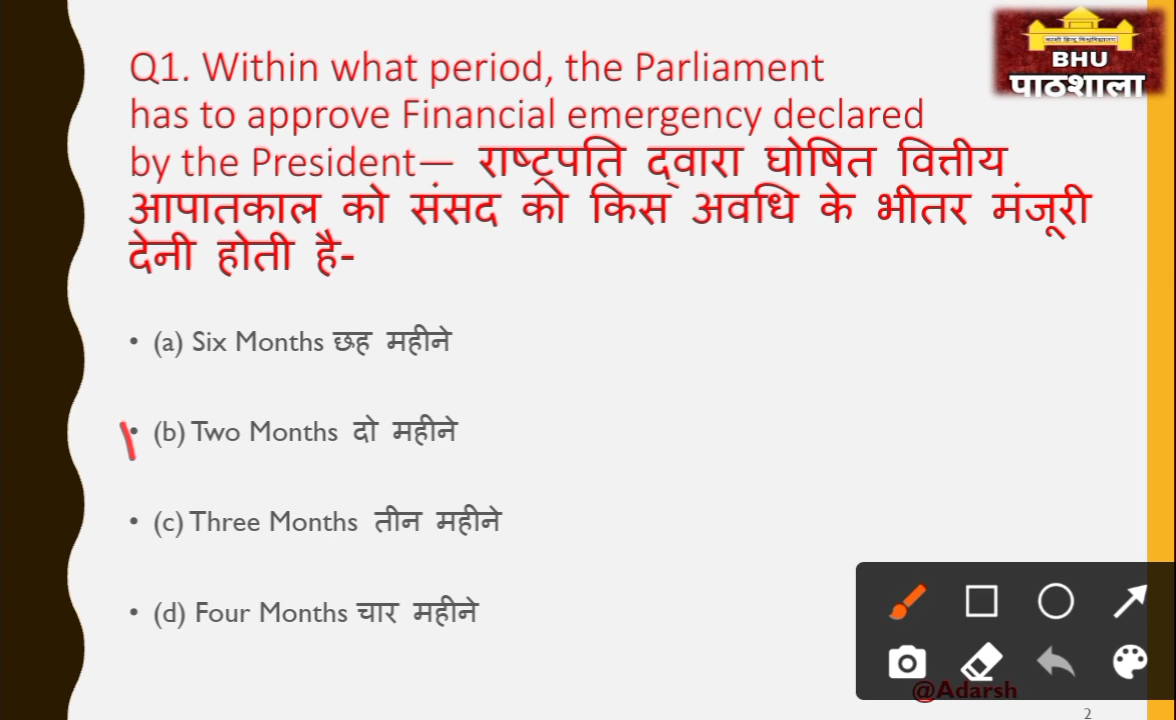 BHU
पाठशाला
Q1. Within what period, the Parliament
has to approve Financial emergency declared
by the President— राष्ट्रपति द्वारा घोषित वित्तीय
आपातकाल को संसद को किस अवधि के भीतर मंजूरी
देनी होती है-
• (a) Six Months छह महीने
• (b) Two Months दो महीने
• (c) Three Months तीन महीने
• (d) Four Months चार महीने
@Adarsh
2